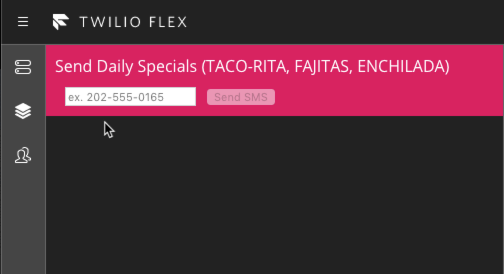 TWILIO FLEX
Send Daily Specials (TACO-RITA, FAJITAS, ENCHILADA)
ex. 202-555-0165 Send SMS